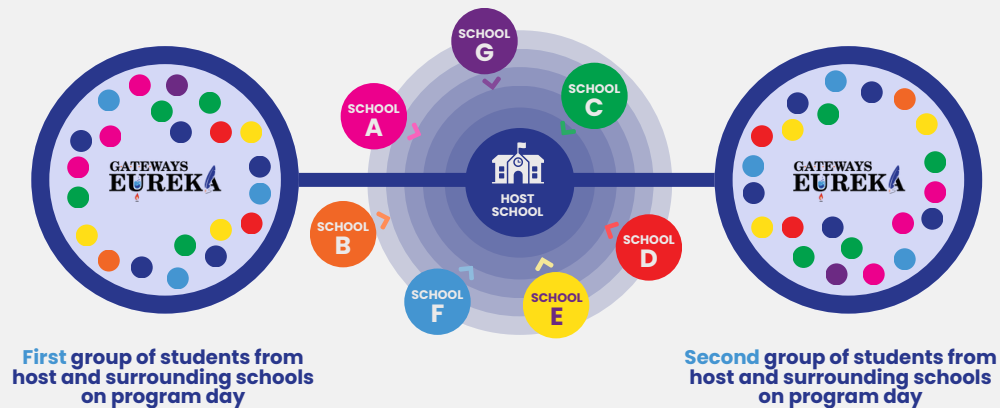 GATEWAYS
EUREKA
First group of students from
host and surrounding schools
on program day
SCHOOL
G
SCHOOL
C
SCHOOL
A
HOST
SCHOOL
SCHOOL
B
SCHOOL
D
SCHOOL
F
SCHOOL
E
GATEWAYS
EUREKA
Second group of students from
host and surrounding schools
on program day